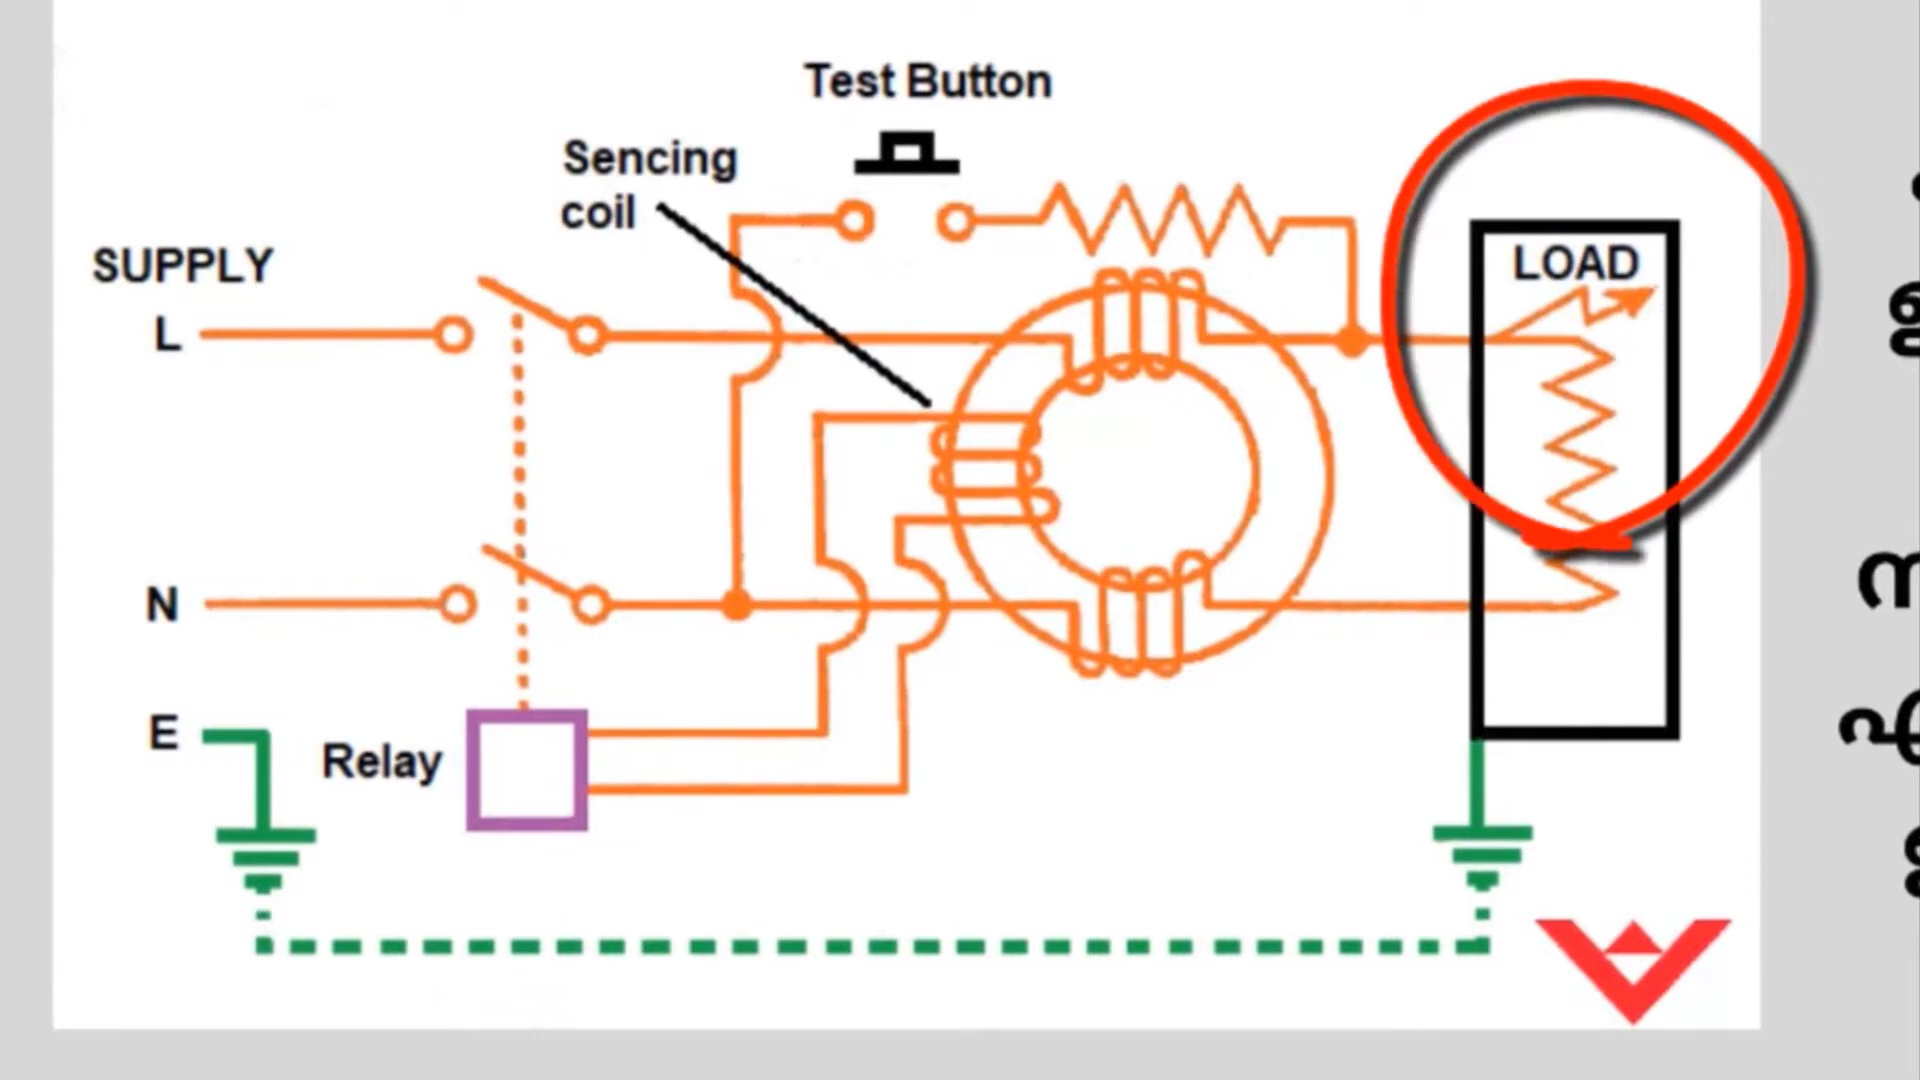 Test Button
Sencing
coil
SUPPLY
LOAD
L
N
E
Relay